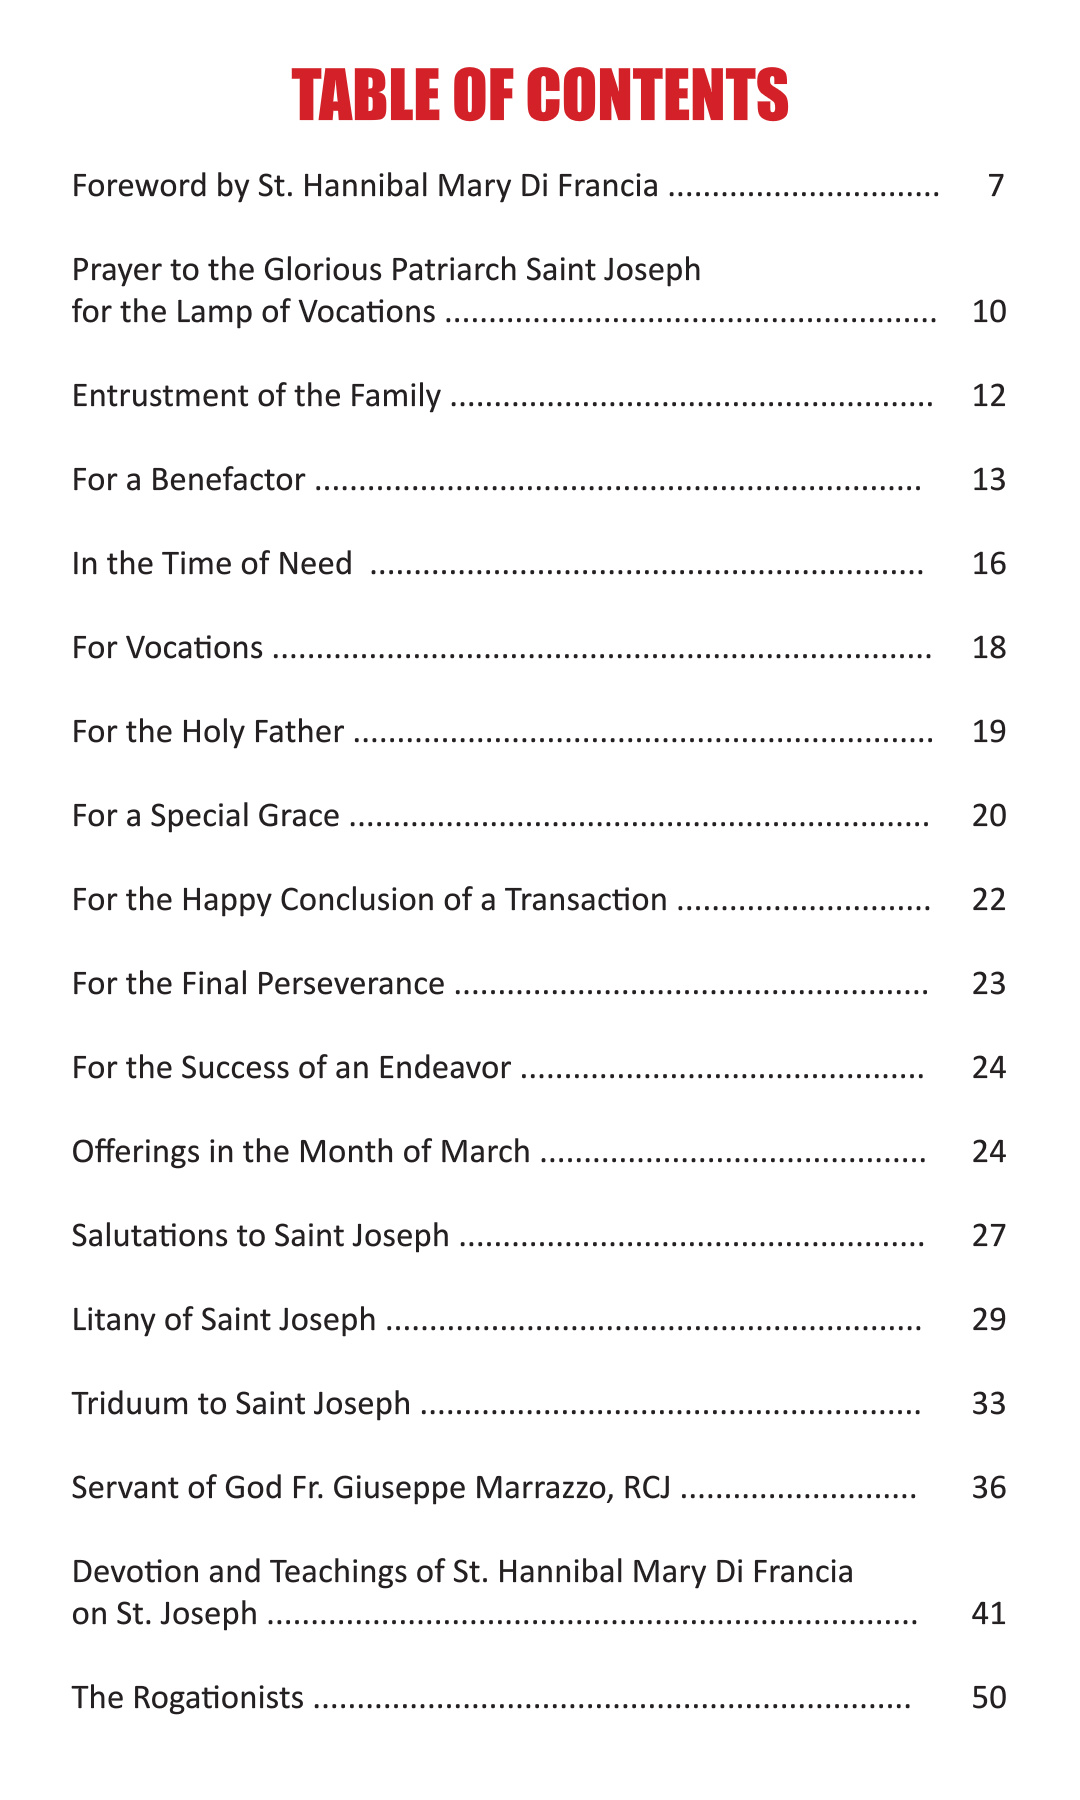 TABLE OF CONTENTS
Foreword by St. Hannibal Mary Di Francia ............................... 7
Prayer to the Glorious Patriarch Saint Joseph
for the Lamp of Vocations ........................................................ 10
Entrustment of the Family ....................................................... 12
For a Benefactor ..................................................................... 13
In the Time of Need ............................................................... 16
For Vocations ........................................................................... 18
For the Holy Father .................................................................. 19
For a Special Grace .................................................................. 20
For the Happy Conclusion of a Transaction ............................. 22
For the Final Perseverance ...................................................... 23
For the Success of an Endeavor .............................................. 24
Offerings in the Month of March ............................................ 24
Salutations to Saint Joseph ..................................................... 27
Litany of Saint Joseph ............................................................. 29
Triduum to Saint Joseph ......................................................... 33
Servant of God Fr. Giuseppe Marrazzo, RCJ ........................... 36
Devotion and Teachings of St. Hannibal Mary Di Francia
on St. Joseph .......................................................................... 41
The Rogationists .................................................................... 50